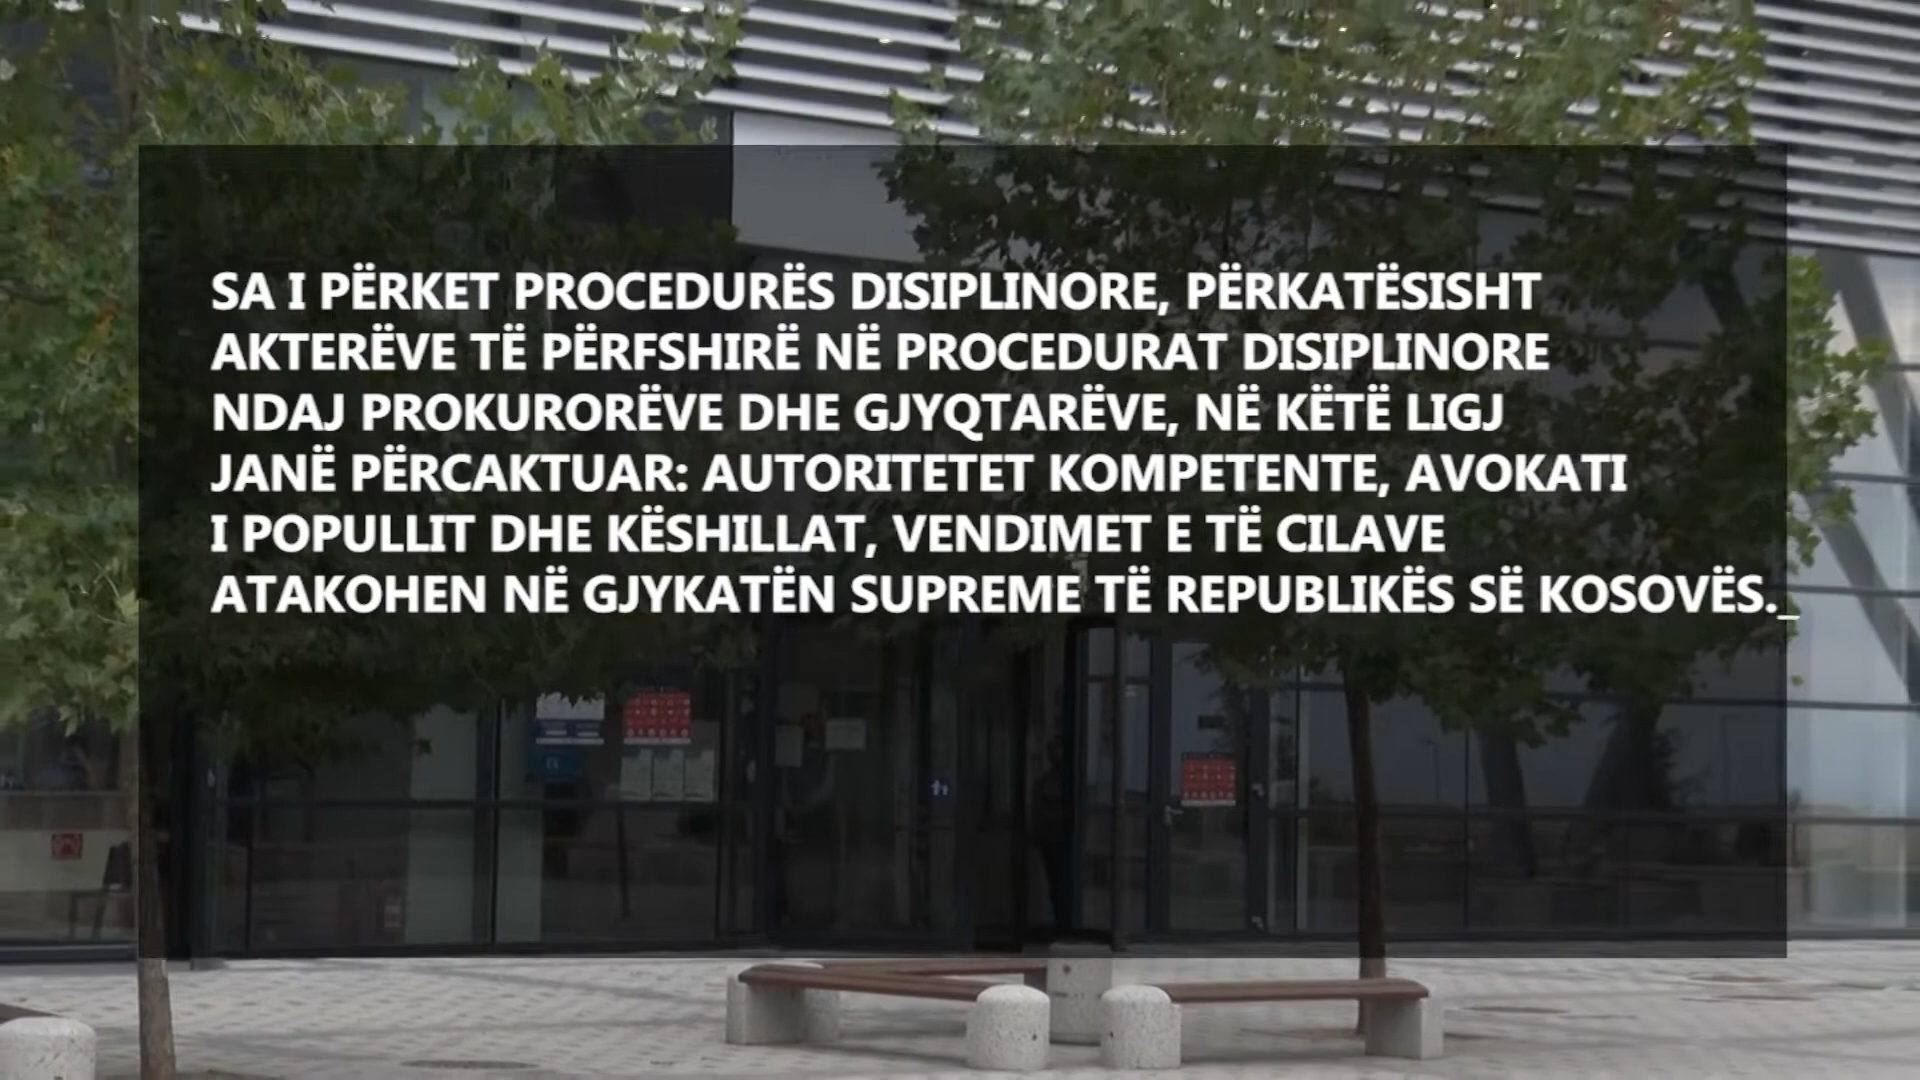 SA I PËRKET PROCEDURËS DISIPLINORE, PËRKATËSISHT
AKTERËVE TË PËRFSHIRË NË PROCEDURAT DISIPLINORE
NDAJ PROKURORËVE DHE GJYQTARËVE, NË KËTË LIGJ
JANË PËRCAKTUAR: AUTORITETET KOMPETENTE, AVOKATI
I POPULLIT DHE KËSHILLAT, VENDIMET E TË CILAVE
ATAKOHEN NË GJYKATËN SUPREME TË REPUBLIKËS SË KOSOVËS._